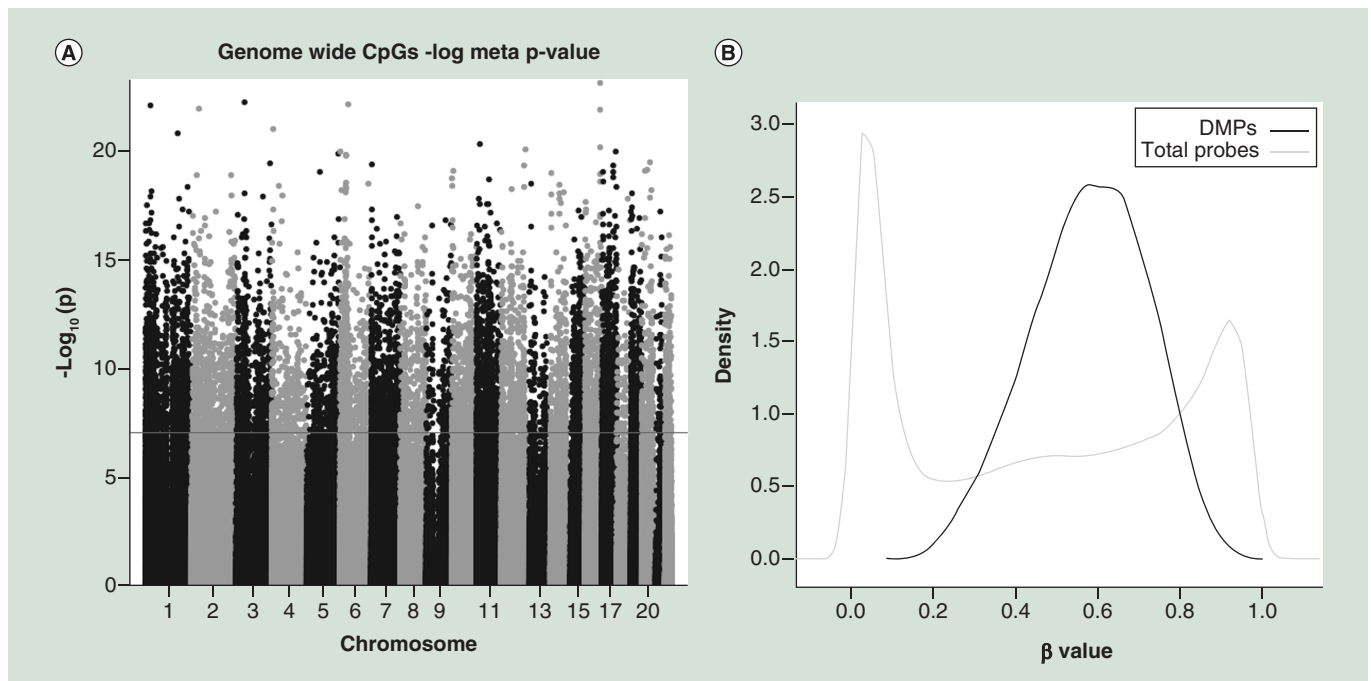 A
Genome wide CpGs -log meta p-value
20
15
10
5
0
-Log10 (p)
1 2 3 4 5 6 7 8 9 11 13 15 17 20
Chromosome
B
3.0
2.5
2.0
1.5
1.0
0.5
0.0
Density
DMPs
Total probes
0.0 0.2 0.4 0.6 0.8 1.0
β value